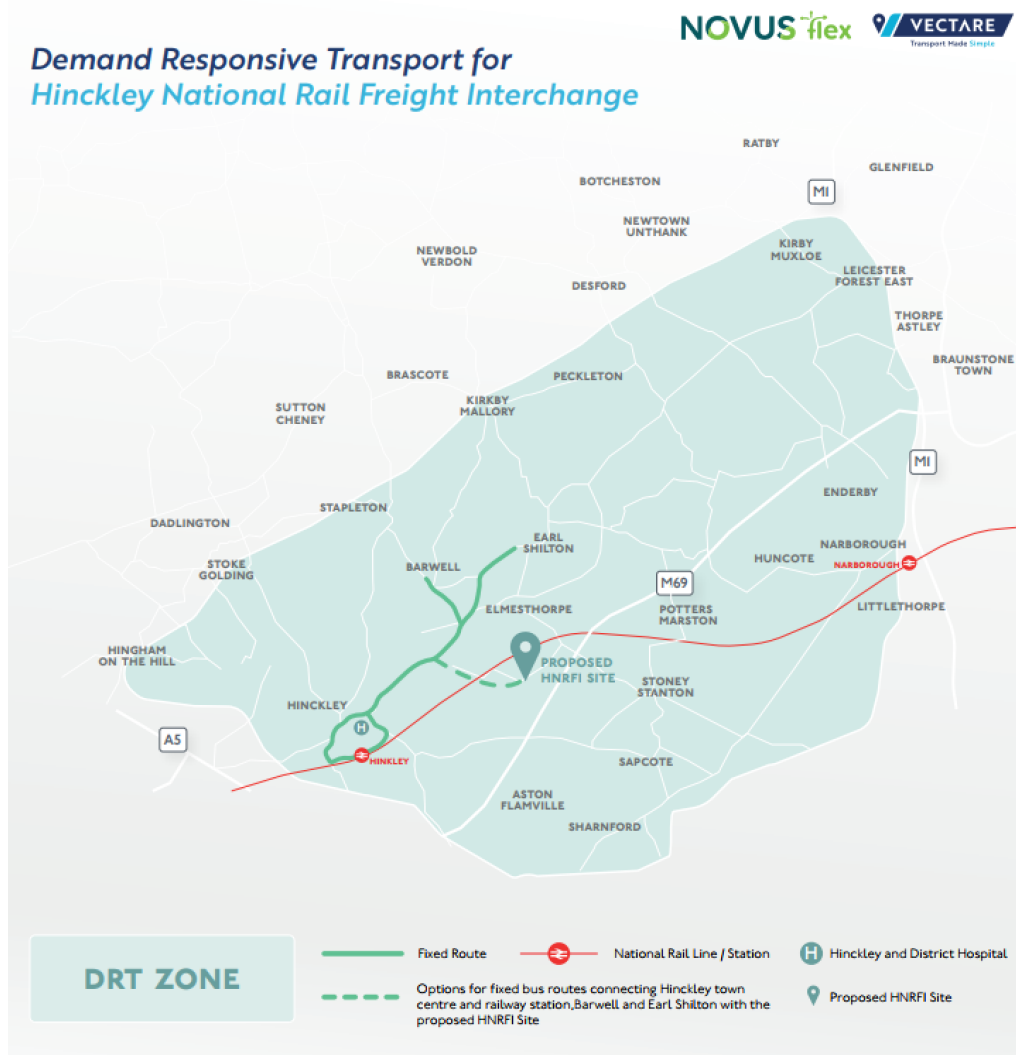 NOVUS flex
VECTARE
Transport Made Simple
Demand Responsive Transport for
Hinckley National Rail Freight Interchange
RATBY
GLENFIELD
BOTCHESTON
M1
NEWTOWN
UNTHANK
KIRBY
MUXLOE
NEWBOLD
VERDON
LEICESTER
FOREST EAST
DESFORD
THORPE
ASTLEY
BRAUNSTONE
TOWN
BRASCOTE
PECKLETON
KIRKBY
MALLORY
SUTTON
CHENEY
M1
ENDERBY
STAPLETON
DADLINGTON
EARL
SHILTON
NARBOROUGH
HUNCOTE
NARBOROUGH
STOKE
GOLDING
BARWELL
M69
ELMESTHORPE
POTTERS
MARSTON
LITTLETHORPE
HINGHAM
ON THE HILL
PROPOSED
HNRFI SITE
STONEY
STANTON
HINCKLEY
H
A5
HINKLEY
SAPCOTE
ASTON
FLAMVILLE
SHARNFORD
DRT ZONE
Fixed Route
National Rail Line / Station
H
Hinckley and District Hospital
Options for fixed bus routes connecting Hinckley town
centre and railway station,Barwell and Earl Shilton with the
proposed HNRFI Site
Proposed HNRFI Site